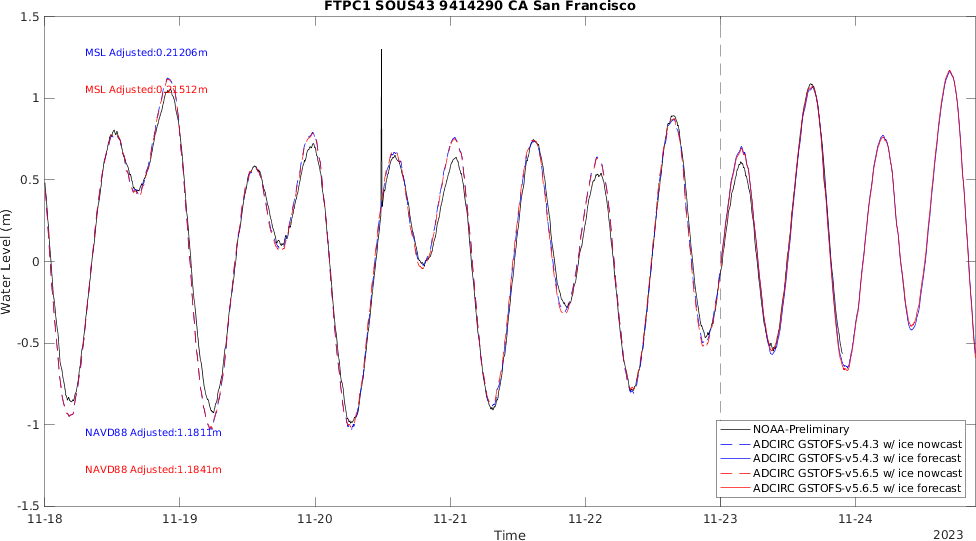 FTPC1 SOUS43 9414290 CA San Francisco
1.5
MSL Adjusted:0.21206m
MSL Adjusted:0.21512m
1
0.5
0
-0.5
-1
-1.5
Water Level (m)
NAVD88 Adjusted:1.1811m
NAVD88 Adjusted:1.1841m
NOAA-Preliminary
ADCIRC GSTOFS-v5.4.3 w/ ice nowcast
ADCIRC GSTOFS-v5.4.3 w/ ice forecast
ADCIRC GSTOFS-v5.6.5 w/ ice nowcast
ADCIRC GSTOFS-v5.6.5 w/ ice forecast
11-18 11-19 11-20 11-21 11-22 11-23 11-24
Time
2023